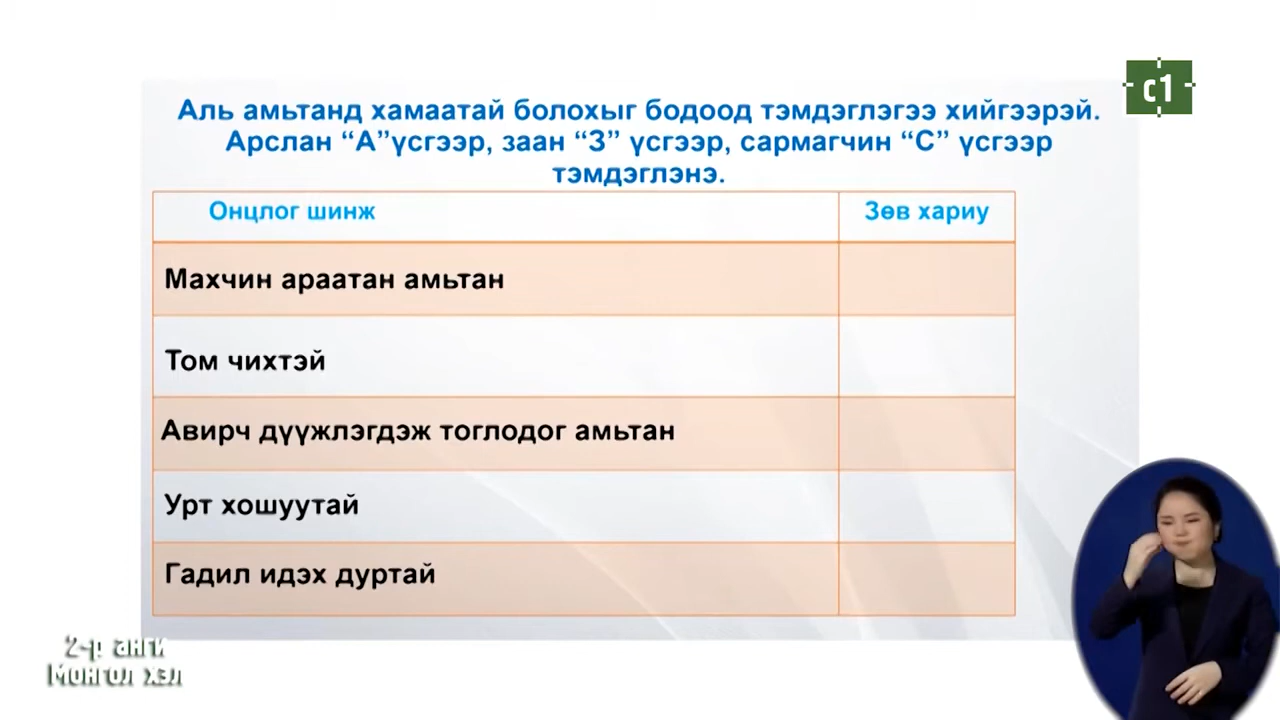 с1
Аль амьтанд хамаатай болохыг бодоод тэмдэглэгээ хийгээрэй.
Арслан “А”үсгээр, заан “З” үсгээр, сармагчин “С” үсгээр
тэмдэглэнэ.
Онцлог шинж
Зөв хариу
Махчин араатан амьтан
Том чихтэй
Авирч дүүжлэгдэж тоглодог амьтан
Урт хошуутай
Гадил идэх дуртай
2-р анги
Монгол хэл